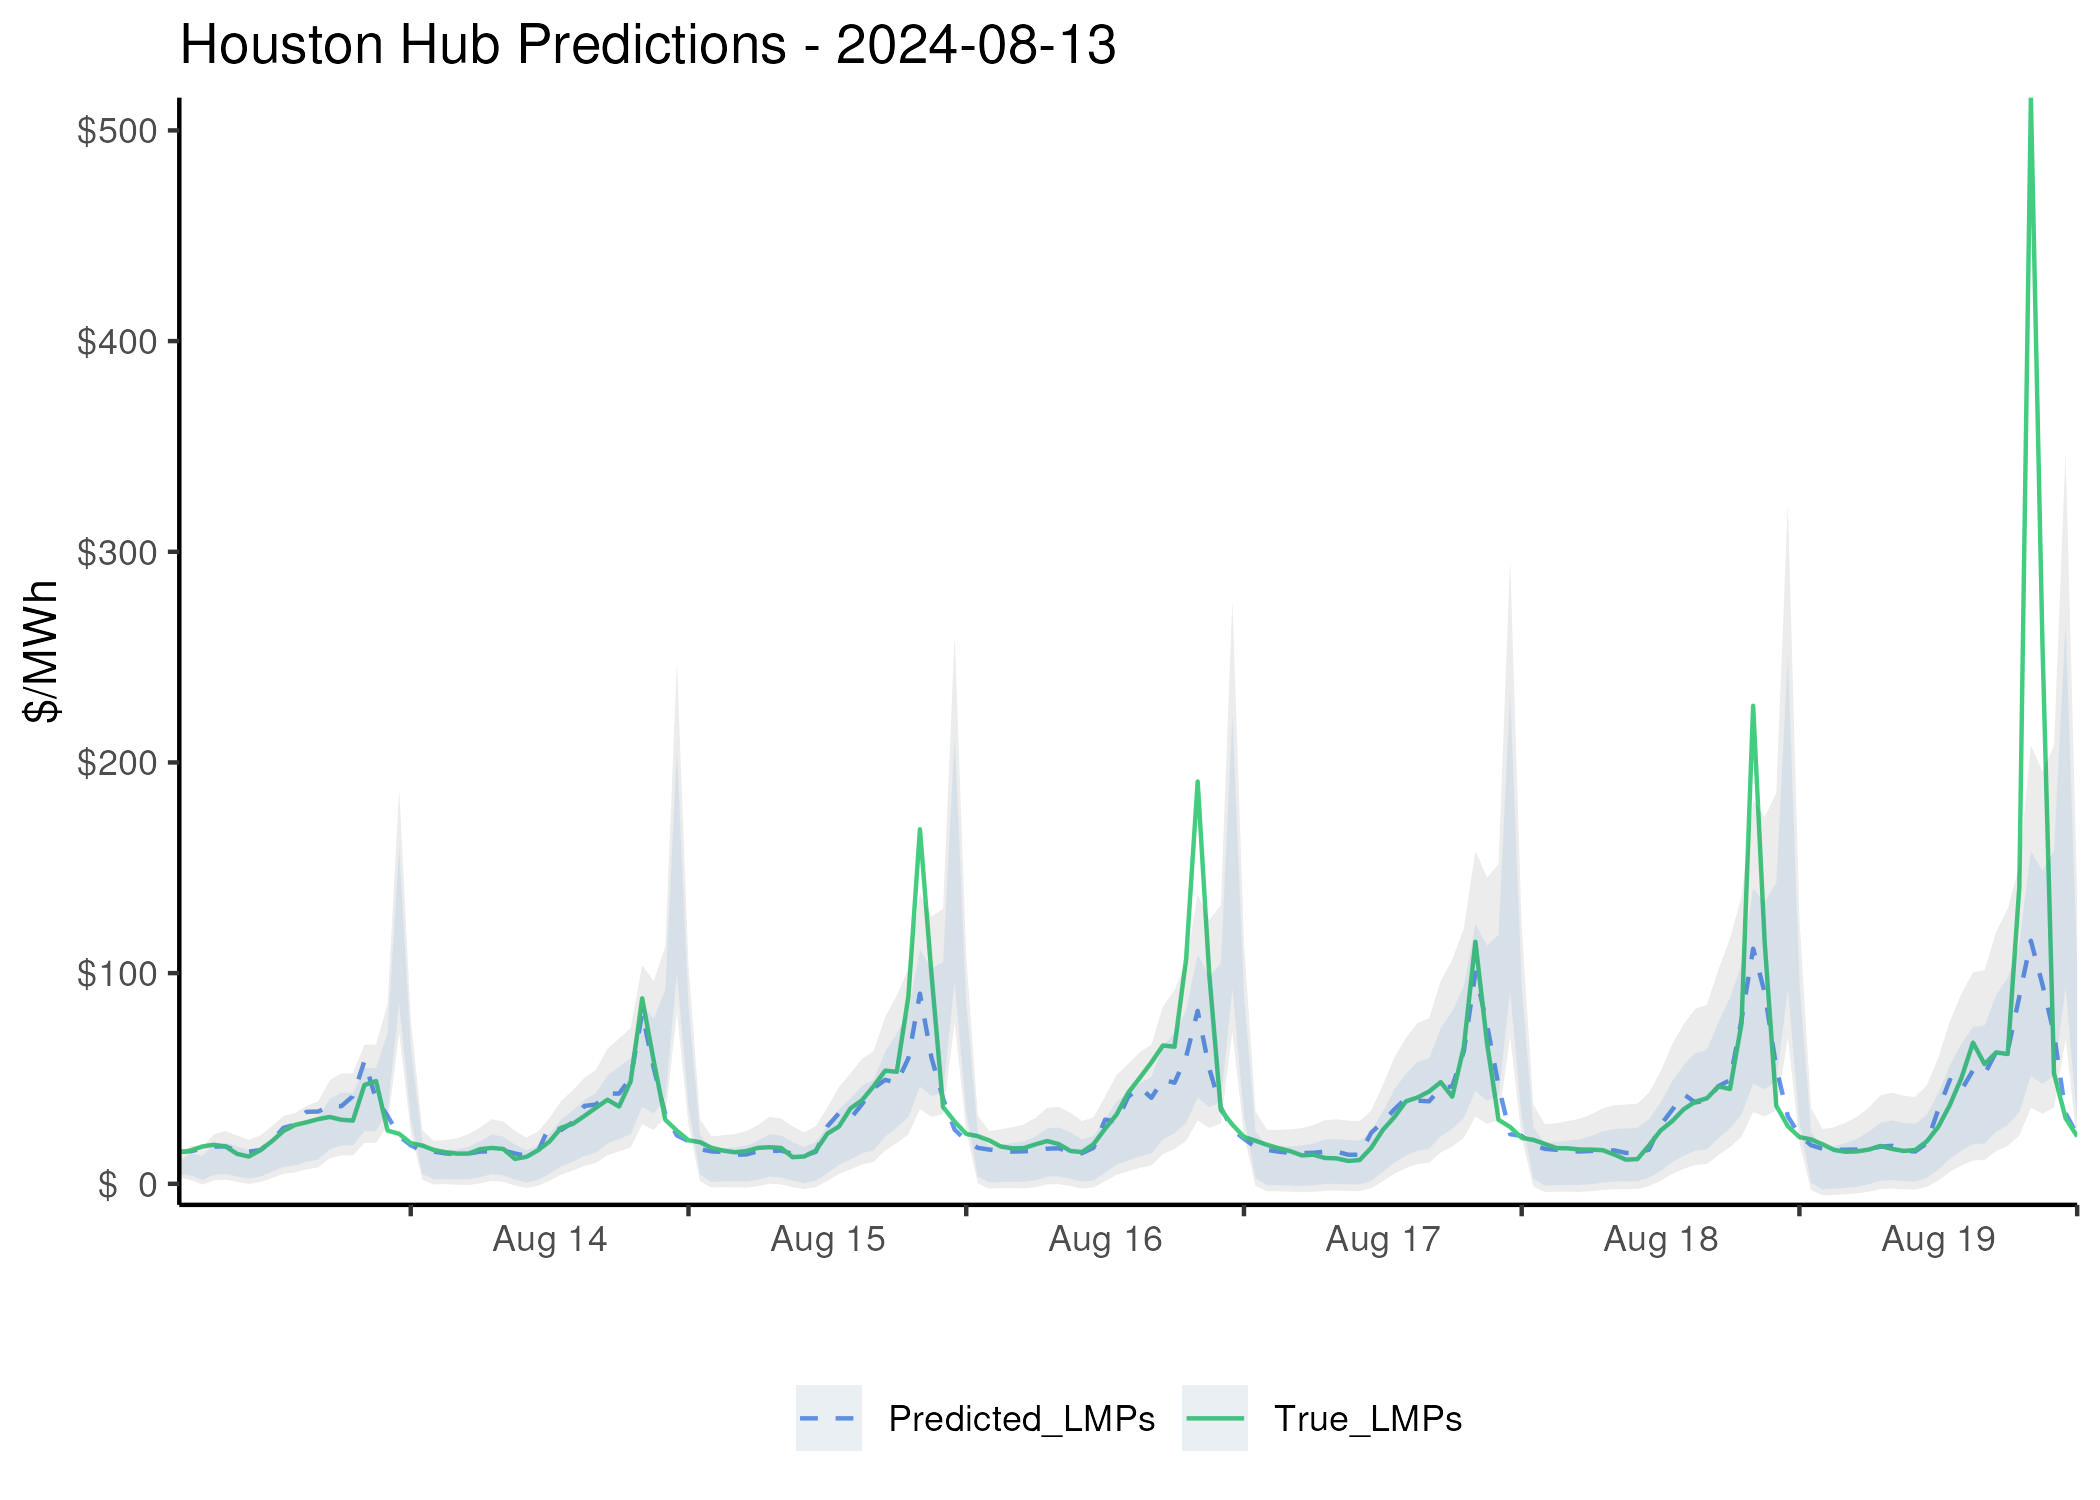 Houston Hub Predictions - 2024-08-13
$500
$400
$300
$200
$100
$ 0
$/MWh
Aug 14 Aug 15 Aug 16 Aug 17 Aug 18 Aug 19
Predicted_LMPs True_LMPs